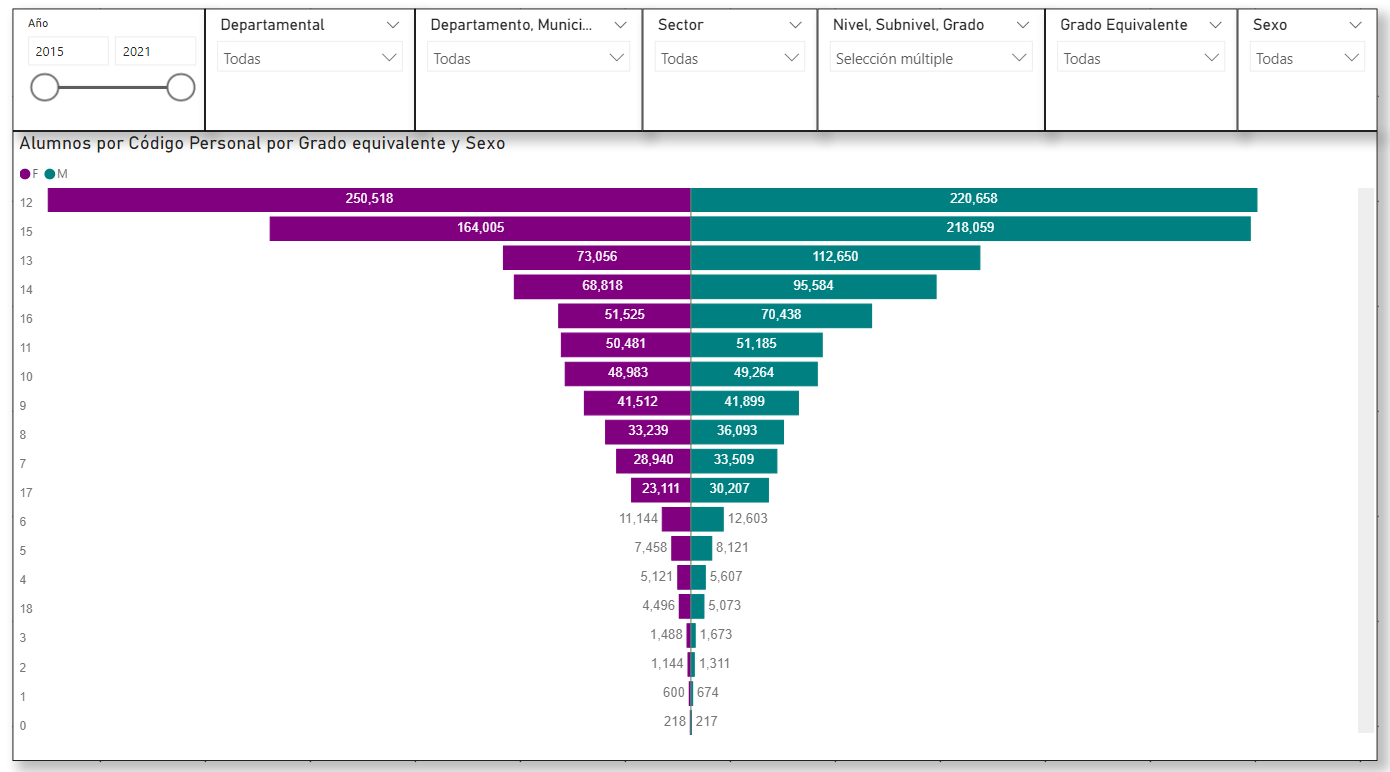 Año
2015 2021
Departamental
Todas
Departamento, Munici...
Todas
Sector
Todas
Nivel, Subnivel, Grado
Selección múltiple
Grado Equivalente
Todas
Sexo
Todas
Alumnos por Código Personal por Grado equivalente y Sexo
F M
12 250,518 220,658
15 164,005 218,059
13 73,056 112,650
14 68,818 95,584
16 51,525 70,438
11 50,481 51,185
10 48,983 49,264
9 41,512 41,899
8 33,239 36,093
7 28,940 33,509
17 23,111 30,207
6 11,144 12,603
5 7,458 8,121
4 5,121 5,607
18 4,496 5,073
3 1,488 1,673
2 1,144 1,311
1 600 674
0 218 217